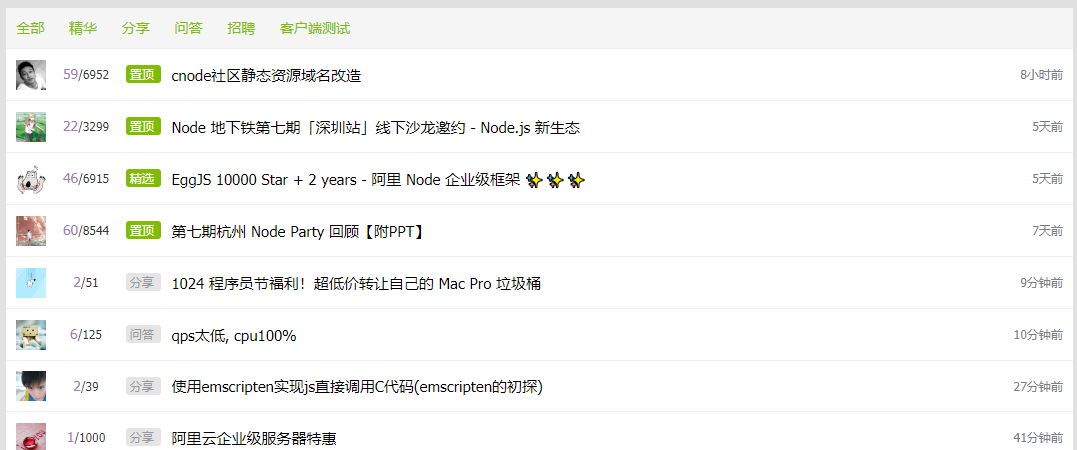 全部 精华 分享 问答 招聘 客户端测试
59/6952 置顶 cnode社区静态资源域名改造 8小时前
22/3299 置顶 Node 地下铁第七期「深圳站」线下沙龙邀约 - Node.js 新生态 5天前
46/6915 精选 EggJS 10000 Star + 2 years - 阿里 Node 企业级框架 ✨✨✨ 5天前
60/8544 置顶 第七期杭州 Node Party 回顾【附PPT】 7天前
2/51 分享 1024 程序员节福利！超低价转让自己的 Mac Pro 垃圾桶 9分钟前
6/125 问答 qps太低, cpu100% 10分钟前
2/39 分享 使用emscripten实现js直接调用C代码(emscripten的初探) 27分钟前
1/1000 分享 阿里云企业级服务器特惠 41分钟前